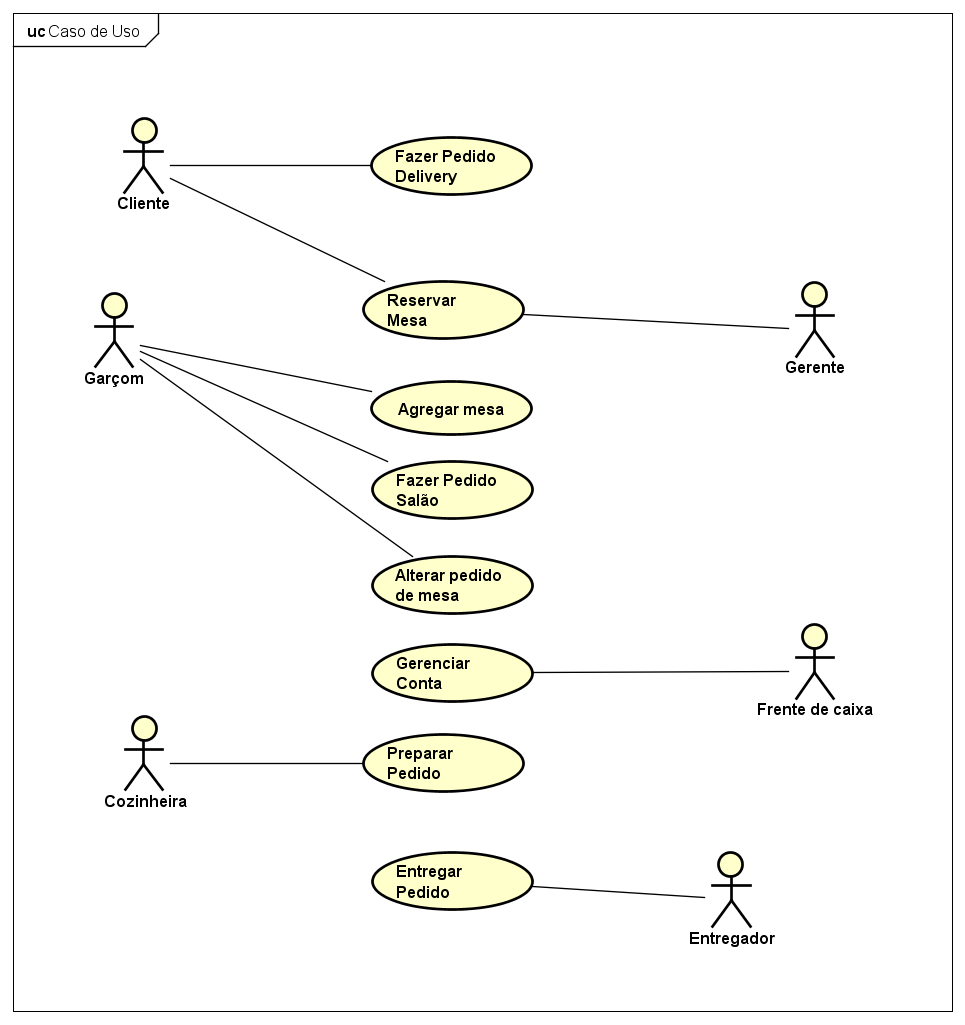 uc Caso de Uso
Fazer Pedido
Delivery
Cliente
Reservar
Mesa
Gerente
Garçom
Agregar mesa
Fazer Pedido
Salão
Alterar pedido
de mesa
Gerenciar
Conta
Frente de caixa
Preparar
Pedido
Cozinheira
Entregar
Pedido
Entregador